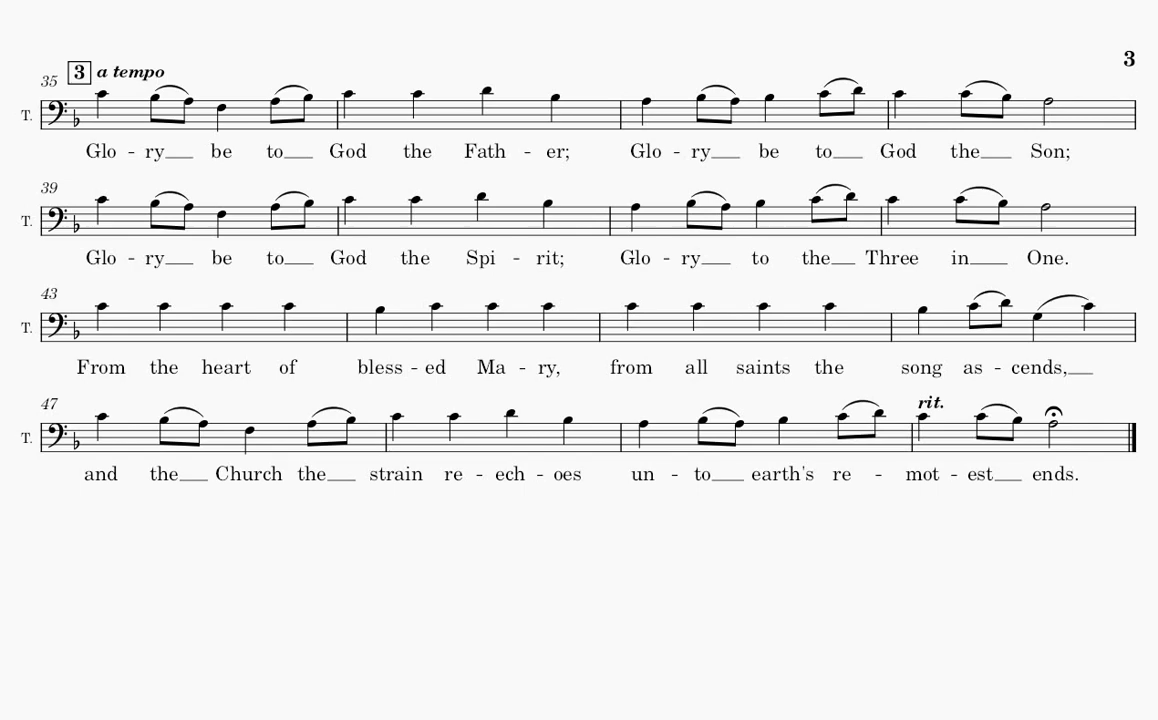 3
35 3 a tempo
T.
Glo - ry be to God the Fath - er; Glo - ry be to God the Son;
39
T.
Glo - ry be to God the Spi - rit; Glo - ry to the Three in One.
43
T.
From the heart of bless - ed Ma - ry, from all saints the song as - cends,
47 rit.
T.
and the Church the strain re - ech - oes un - to earth's re - mot - est ends.